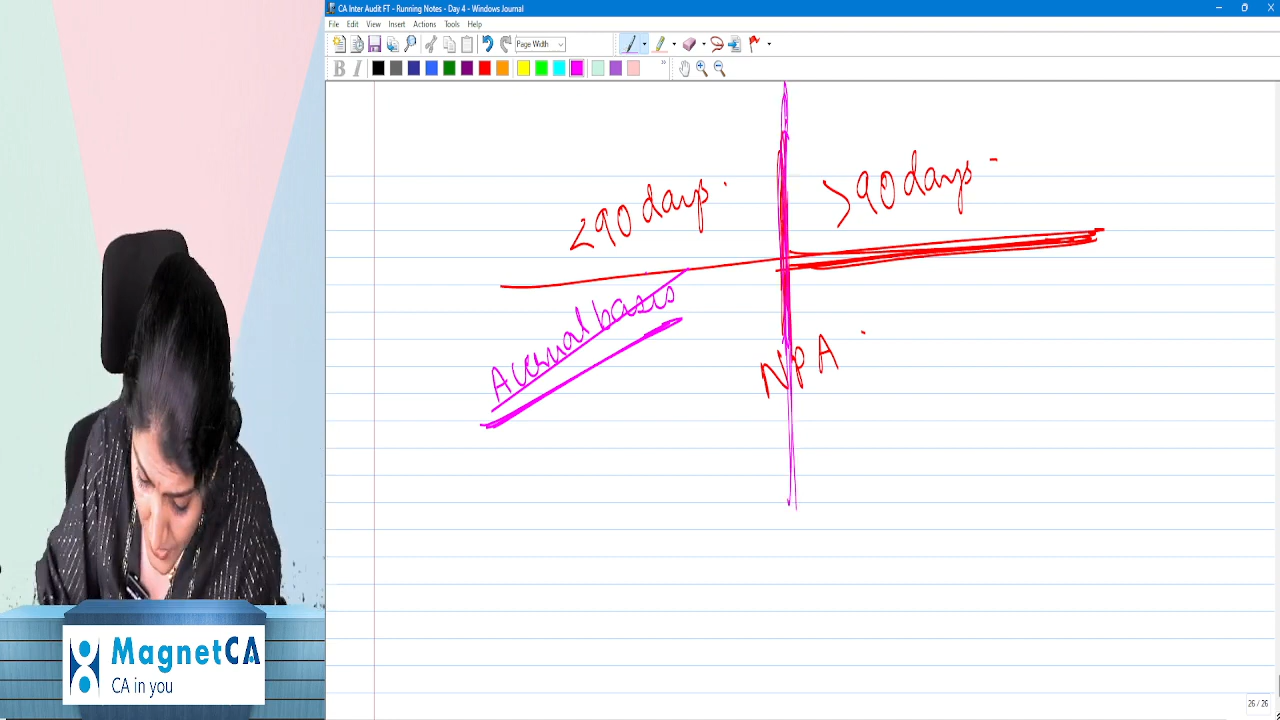 CA Inter Audit FT - Running Notes - Day 4 - Windows Journal
File Edit View Insert Actions Tools Help
Page Width
B I
<90 days.
>90 days -
Accrual basis
NPA
MagnetCA
CA in you
26 / 26